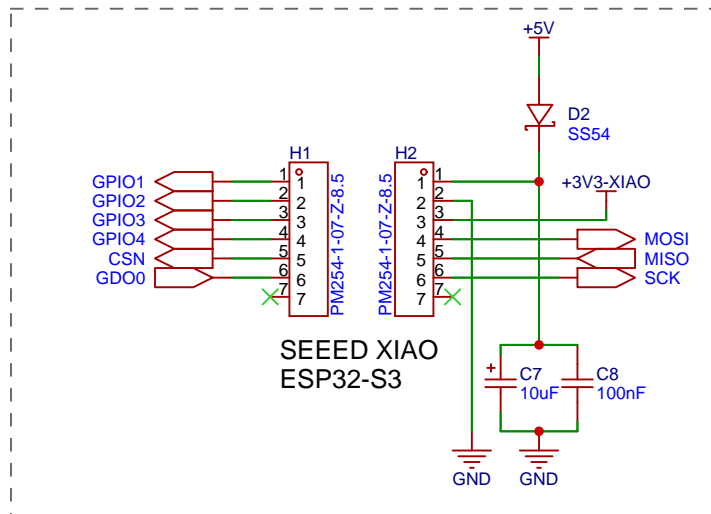 +5V
D2
SS54
H1
H2
+3V3-XIAO
GPIO1
GPIO2
GPIO3
GPIO4
CSN
GDO0
1 1
2 2
3 3
4 4
5 5
6 6
7 7
PM254-1-07-Z-8.5
1 1
2 2
3 3
4 4
5 5
6 6
7 7
PM254-1-07-Z-8.5
MOSI
MISO
SCK
SEEED XIAO
ESP32-S3
+
C7
10uF
C8
100nF
GND
GND